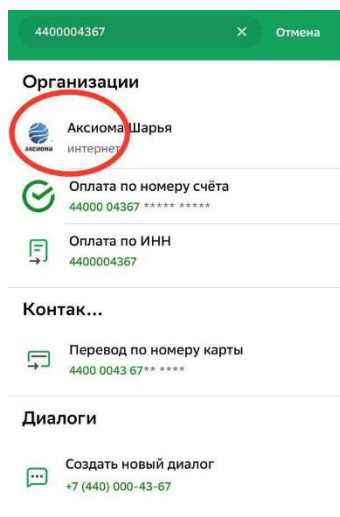 4400004367 × Отмена
Организации
Аксиома Шарья
аксиома
интернет
Оплата по номеру счёта
44000 04367 ***** *****
Оплата по ИНН
4400004367
Контак...
Перевод по номеру карты
4400 0043 67** ****
Диалоги
Создать новый диалог
+7 (440) 000-43-67